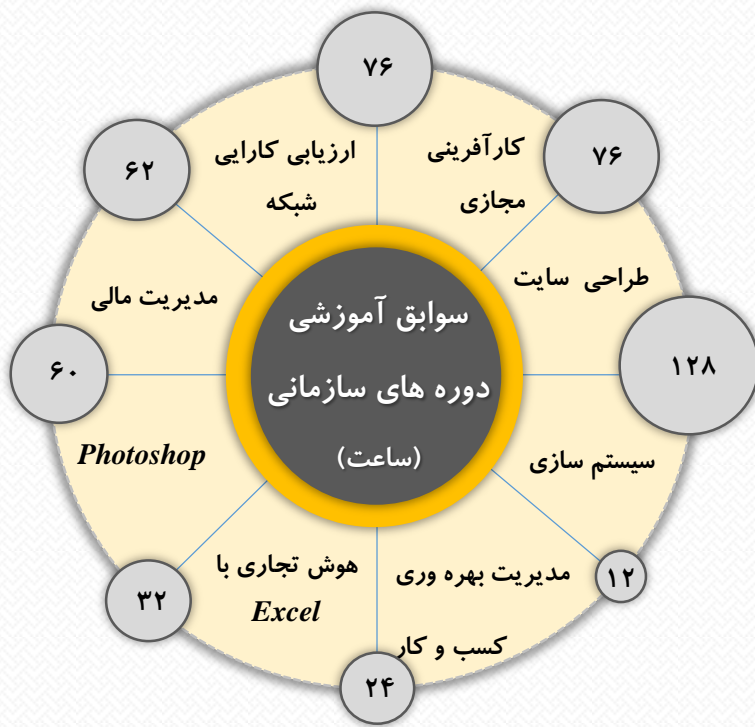 سوابق آموزشی
دوره های سازمانی
(ساعت)
۷۶
کارآفرینی
مجازی
۷۶
طراحی سایت
۱۲۸
سیستم سازی
۱۲
مدیریت بهره وری
کسب و کار
۲۴
هوش تجاری با
Excel
۳۲
Photoshop
۶۰
مدیریت مالی
۶۲
ارزیابی کارایی
شبکه